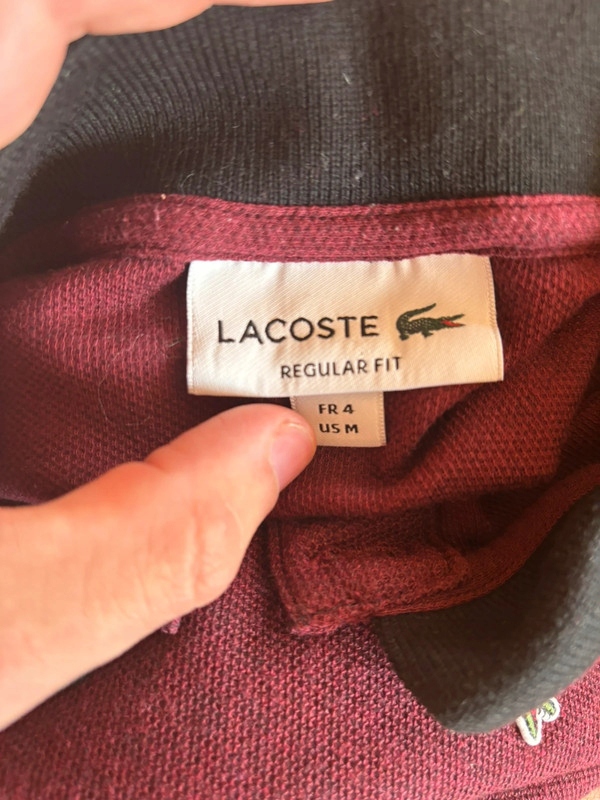 LACOSTE
REGULAR FIT
FR 4
US M